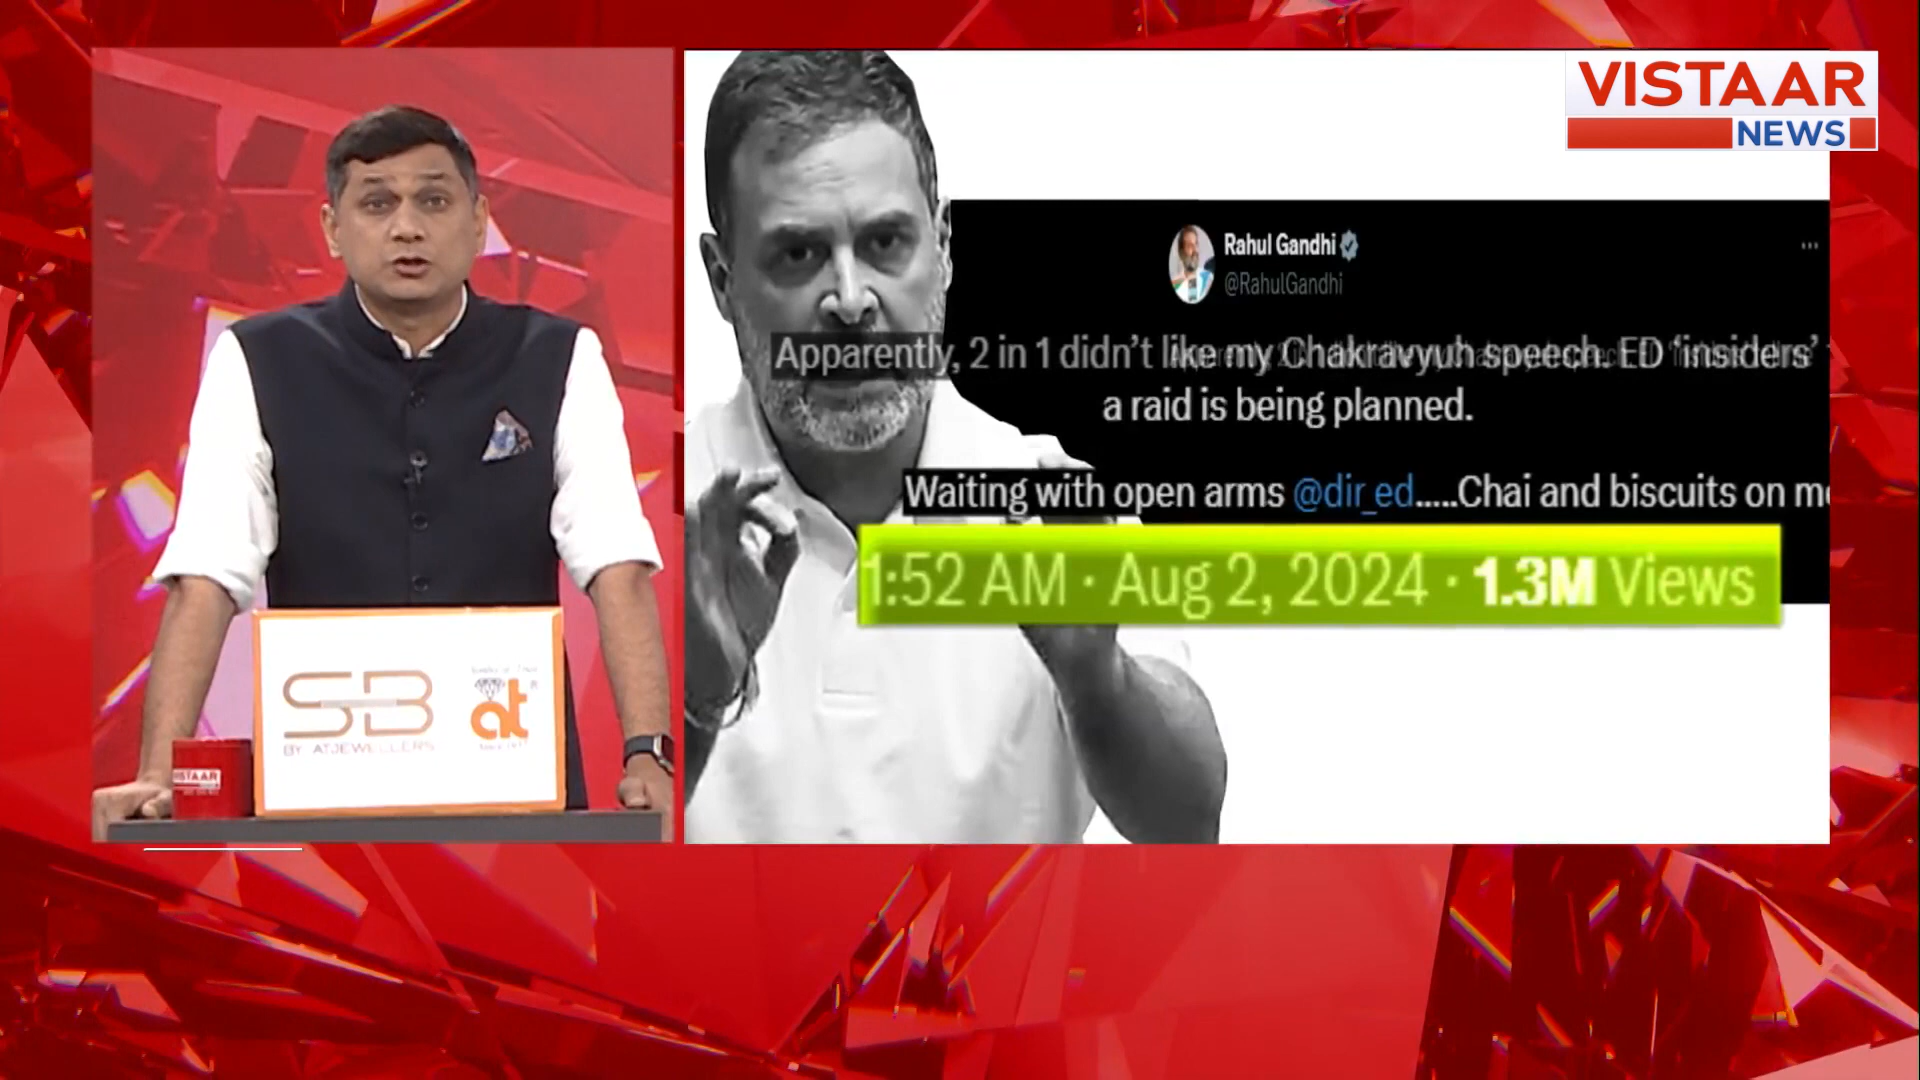 VISTAAR
NEWS
Rahul Gandhi
@RahulGandhi
Apparently, 2 in 1 didn’t like my Chakravyuh speech. ED ‘insiders’
a raid is being planned.
Waiting with open arms @dir_ed.....Chai and biscuits on
1:52 AM · Aug 2, 2024 · 1.3M Views
SB
BY ATJEWELLERS
at
VISTAAR